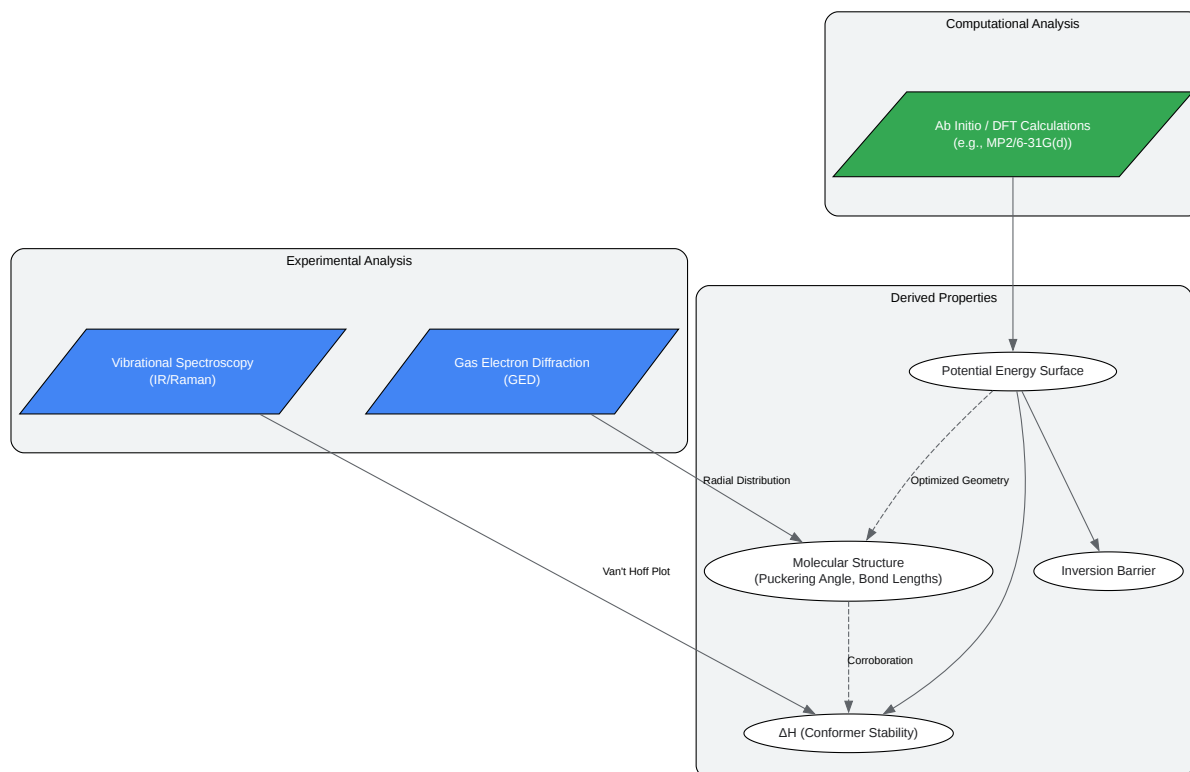 Computational Analysis
Ab Initio / DFT Calculations
(e.g., MP2/6-31G(d))
Experimental Analysis
Vibrational Spectroscopy
(IR/Raman)
Gas Electron Diffraction
(GED)
Derived Properties
Potential Energy Surface
Radial Distribution
Optimized Geometry
Molecular Structure
(Puckering Angle, Bond Lengths)
Inversion Barrier
Van't Hoff Plot
Corroboration
ΔH (Conformer Stability)